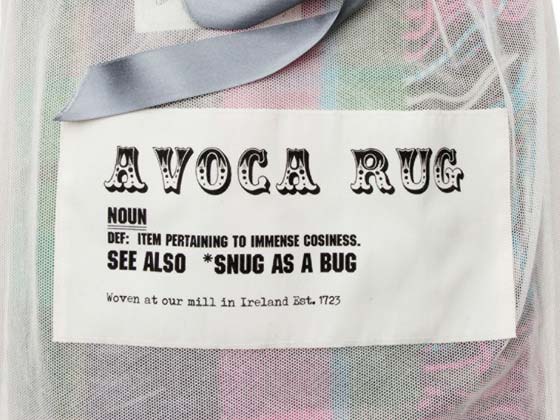 AVOCA RUG
NOUN
DEF: ITEM PERTAINING TO IMMENSE COSINESS.
SEE ALSO *SNUG AS A BUG
Woven at our mill in Ireland Est. 1723